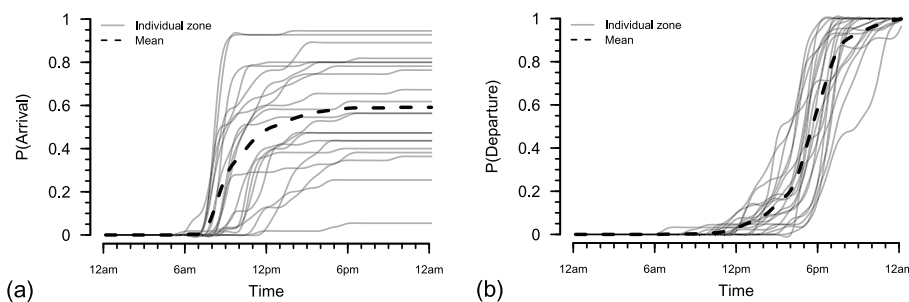 Individual zone
Mean
P(Arrival)
1
0.8
0.6
0.4
0.2
0
12am 6am 12pm 6pm 12am
Time
(a)
Individual zone
Mean
P(Departure)
1
0.8
0.6
0.4
0.2
0
12am 6am 12pm 6pm 12am
Time
(b)